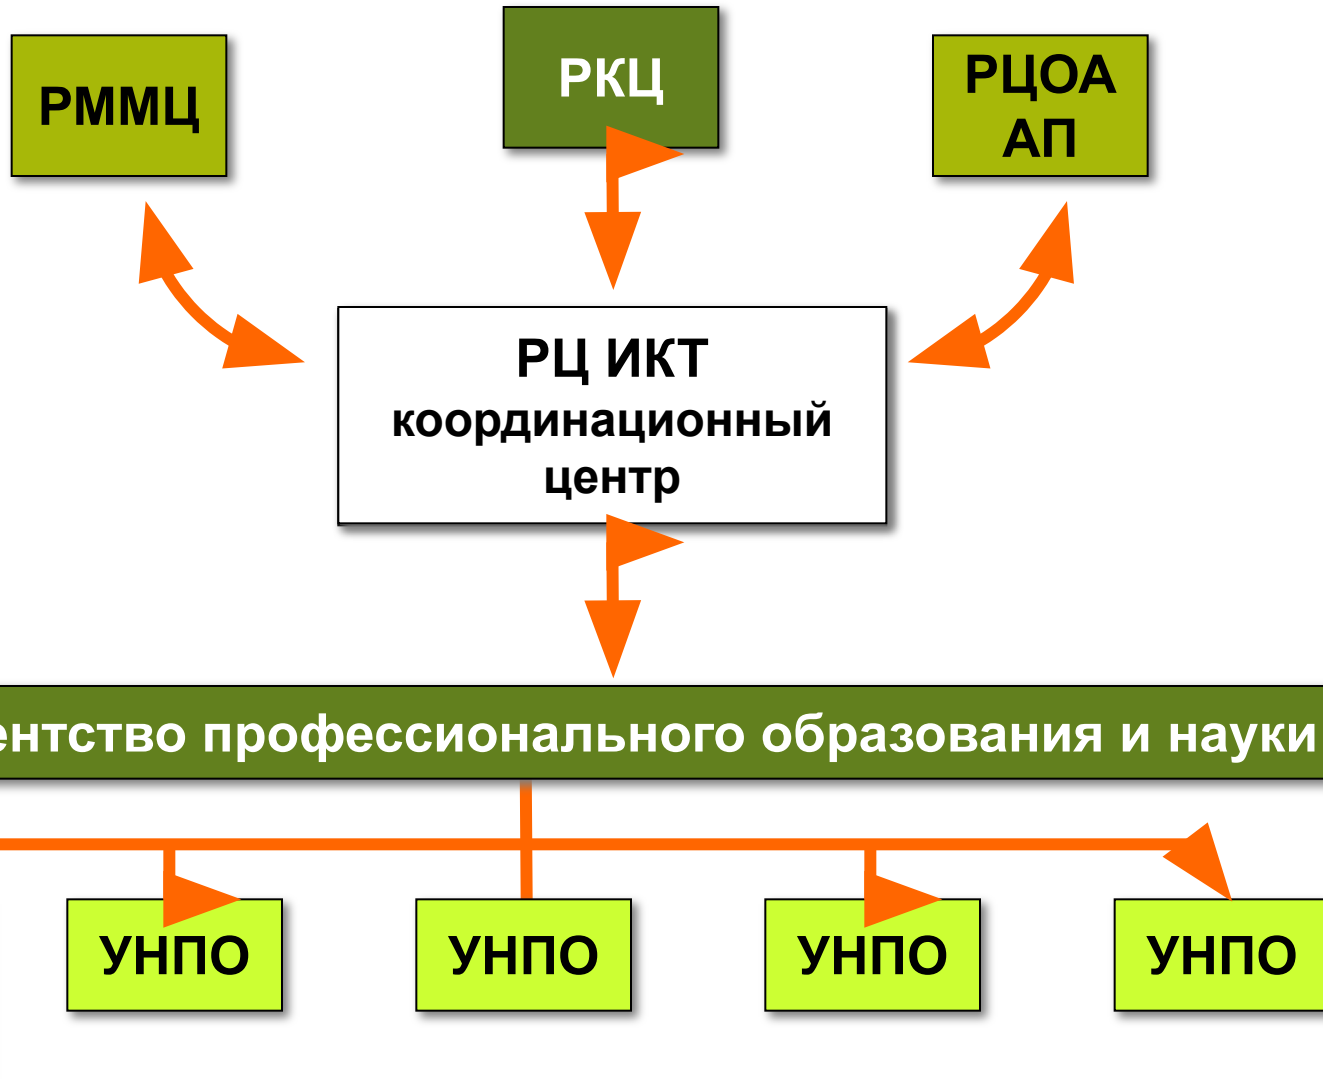 РММЦ
РКЦ
РЦОА
АП
РЦ ИКТ
координационный
центр
ентство профессионального образования и науки
УНПО
УНПО
УНПО
УНПО